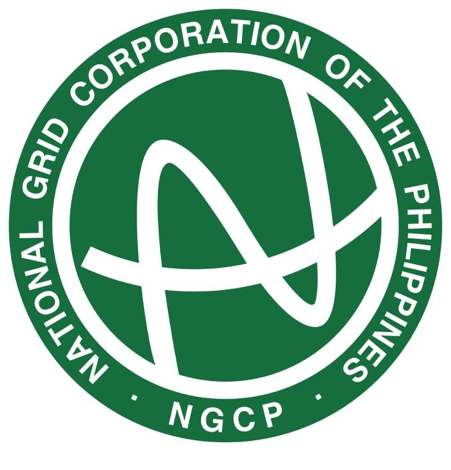 NATIONAL GRID CORPORATION OF THE PHILIPPINES
· NGCP ·